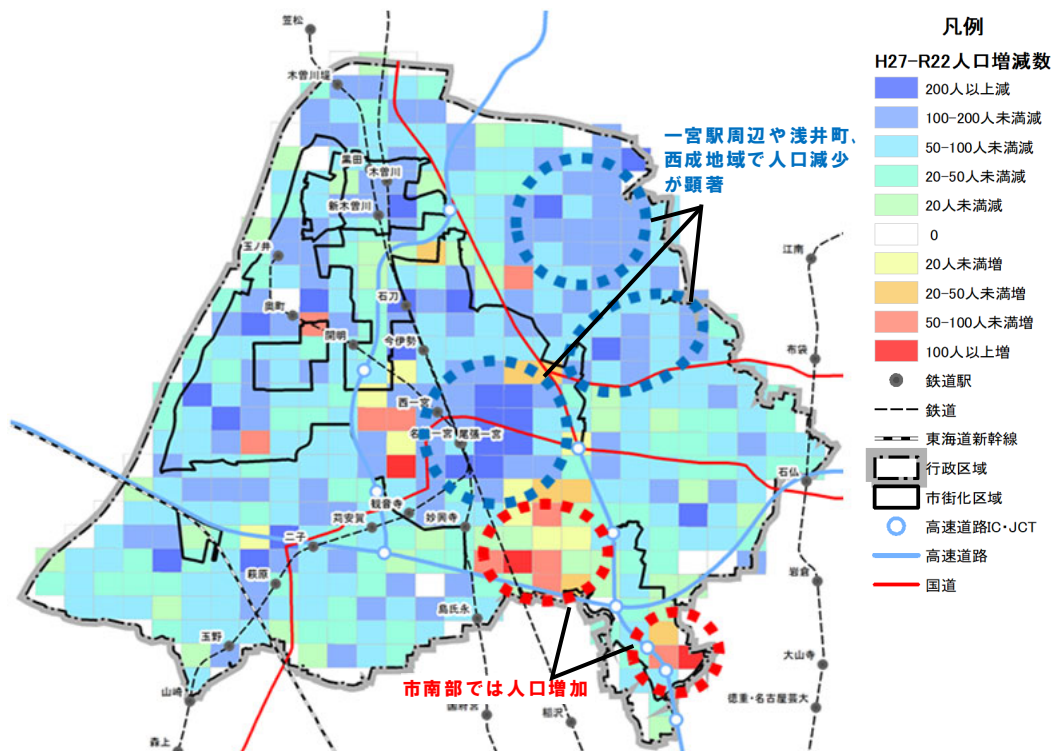 凡例
H27-R22人口増減数
200人以上減
100-200人未満減
50-100人未満減
20-50人未満減
20人未満減
0
20人未満増
20-50人未満増
50-100人未満増
100人以上増
鉄道駅
鉄道
東海道新幹線
行政区域
市街化区域
高速道路IC・JCT
高速道路
国道
一宮駅周辺や浅井町、
西成地域で人口減少
が顕著
市南部では人口増加
笠松
木曽川堤
黒田
木曽川
新木曽川
玉ノ井
石刀
奥町
開明
今伊勢
西一宮
名 一宮
尾張一宮
観音寺
苅安賀
妙興寺
二子
萩原
島氏永
玉野
山崎
森上
国府宮
稲沢
江南
布袋
石仏
岩倉
大山寺
徳重・名古屋芸大